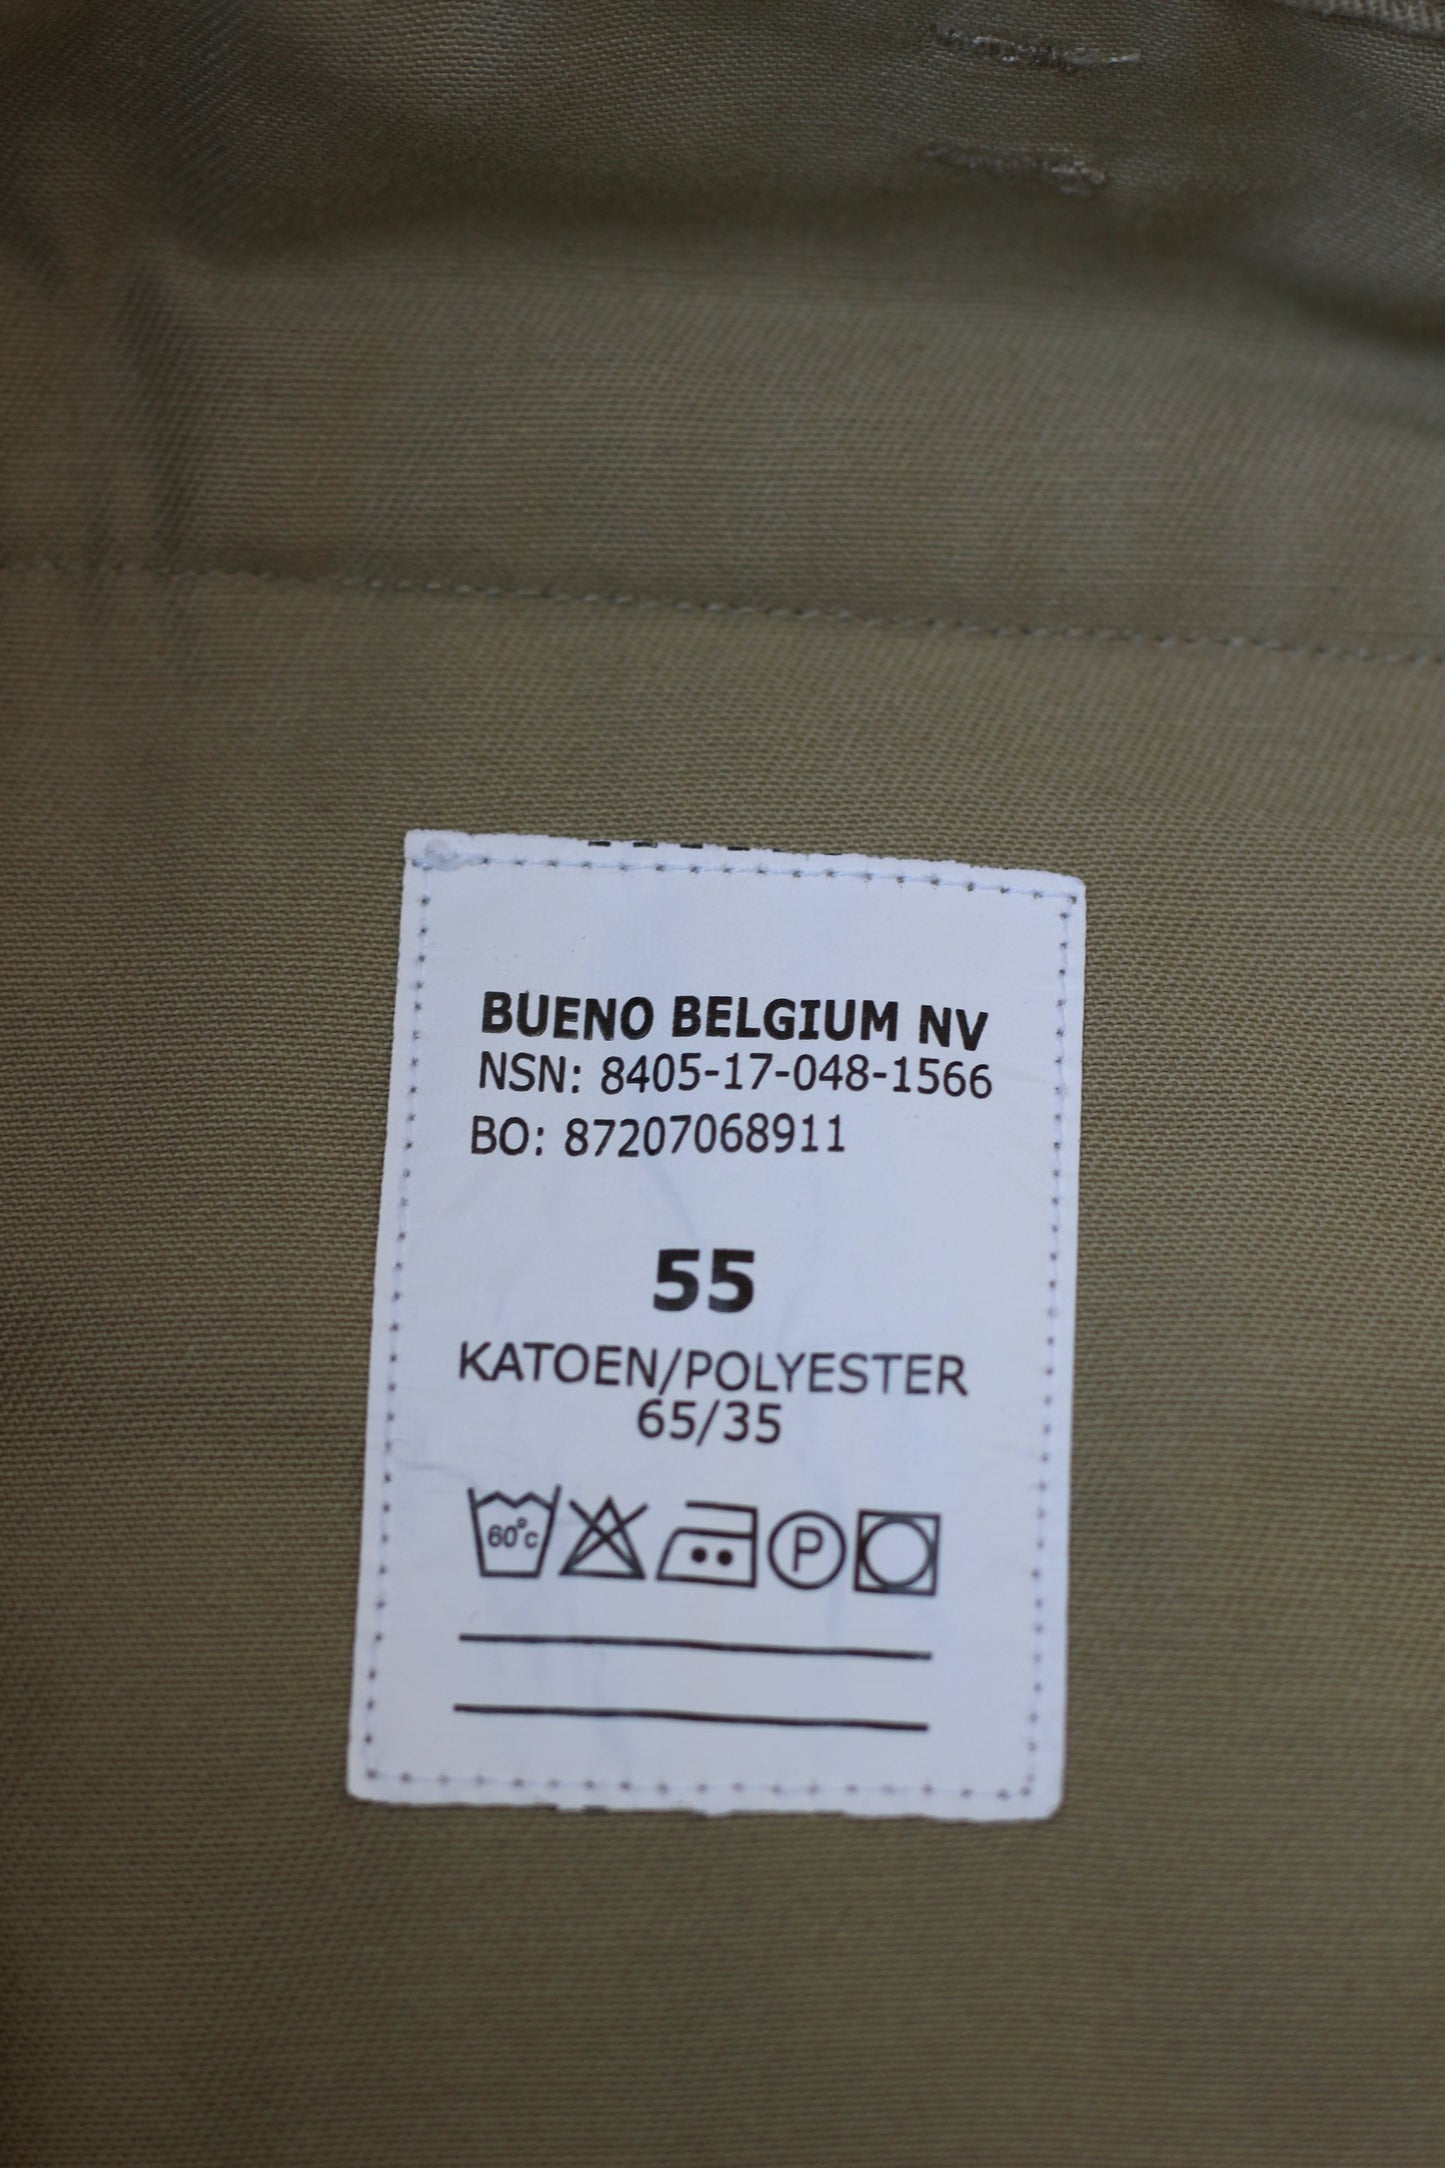 BUENO BELGIUM NV
NSN: 8405-17-048-1566
BO: 87207068911
55
KATOEN/POLYESTER
65/35
60°c P